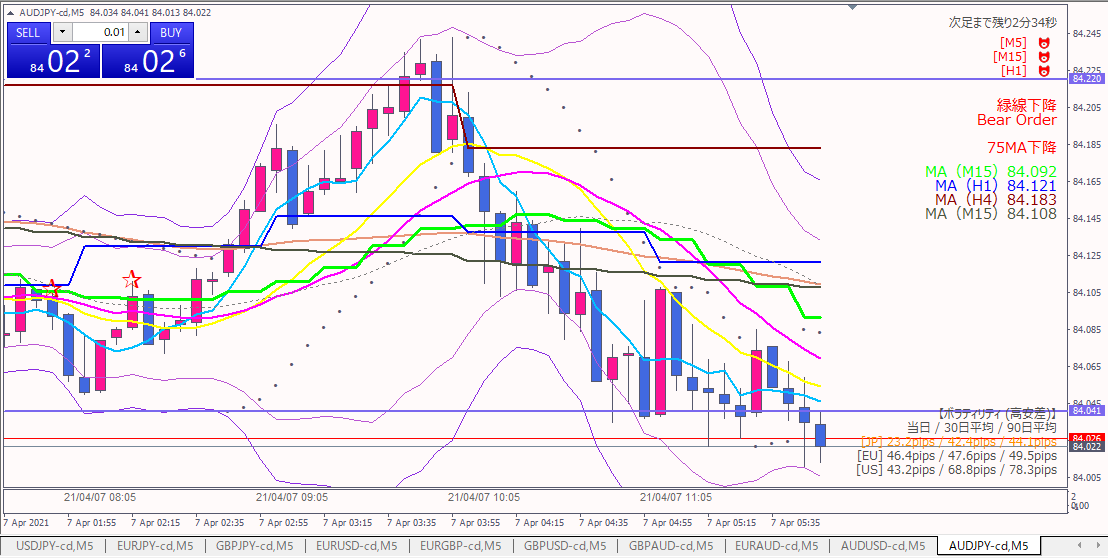 AUDJPY-cd,M5 84.034 84.041 84.013 84.022
SELL 0.01 BUY
84 02 2 84 02 6
次足まで残り2分34秒
[M5]
[M15]
[H1]
緑線下降
Bear Order
75MA下降
MA (M15) 84.092
MA (H1) 84.121
MA (H4) 84.183
MA (M15) 84.108
【ボラティリティ(高安差)】
当日 / 30日平均 / 90日平均
[JP] 23.2pips / 42.4pips / 44.1pips
[EU] 46.4pips / 47.6pips / 49.5pips
[US] 43.2pips / 68.8pips / 78.3pips
84.245
84.225
84.220
84.205
84.185
84.165
84.145
84.125
84.105
84.085
84.065
84.045
84.041
84.026
84.022
84.005
21/04/07 08:05 21/04/07 09:05 21/04/07 10:05 21/04/07 11:05
2
0.00
7 Apr 2021 7 Apr 01:55 7 Apr 02:15 7 Apr 02:35 7 Apr 02:55 7 Apr 03:15 7 Apr 03:35 7 Apr 03:55 7 Apr 04:15 7 Apr 04:35 7 Apr 04:55 7 Apr 05:15 7 Apr 05:35
USDJPY-cd,M5 EURJPY-cd,M5 GBPJPY-cd,M5 EURUSD-cd,M5 EURGBP-cd,M5 GBPUSD-cd,M5 GBPAUD-cd,M5 EURAUD-cd,M5 AUDUSD-cd,M5 AUDJPY-cd,M5